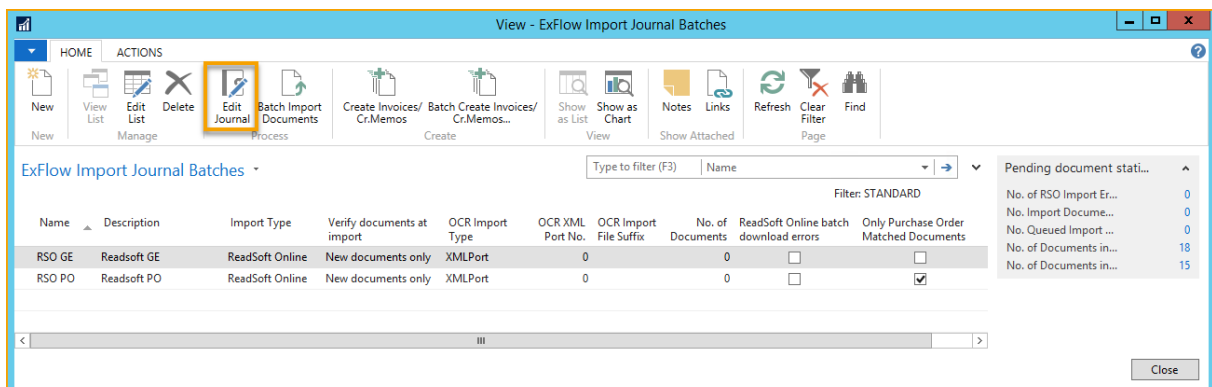 View - ExFlow Import Journal Batches
HOME ACTIONS
New View List Edit List Delete Edit Journal Batch Import Documents Create Invoices/ Cr.Memos Batch Create Invoices/ Cr.Memos... Show as List Show as Chart Notes Links Refresh Clear Filter Find
New Manage Process Create View Show Attached Page
ExFlow Import Journal Batches
Type to filter (F3) Name
Filter: STANDARD
Name Description Import Type Verify documents at import OCR Import Type OCR XML Port No. OCR Import File Suffix No. of Documents ReadSoft Online batch download errors Only Purchase Order Matched Documents
RSO GE Readsoft GE ReadSoft Online New documents only XMLPort 0 0
RSO PO Readsoft PO ReadSoft Online New documents only XMLPort 0 0
Pending document stati...
No. of RSO Import Er... 0
No. Import Docume... 0
No. Queued Import ... 0
No. of Documents in... 18
No. of Documents in... 15
Close